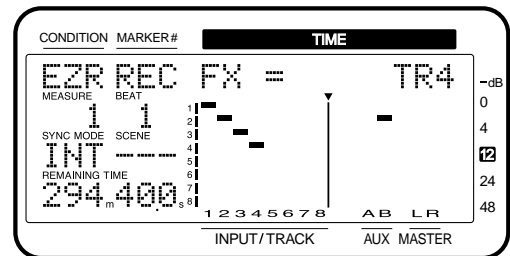 CONDITION MARKER# TIME
EZR REC FX = TR4
MEASURE BEAT
1 1
SYNC MODE SCENE
INT ---
REMAINING TIME
294m 400s
1
2
3
4
5
6
7
8
1 2 3 4 5 6 7 8 A B L R
INPUT/TRACK AUX MASTER
–dB
0
4
12
24
48